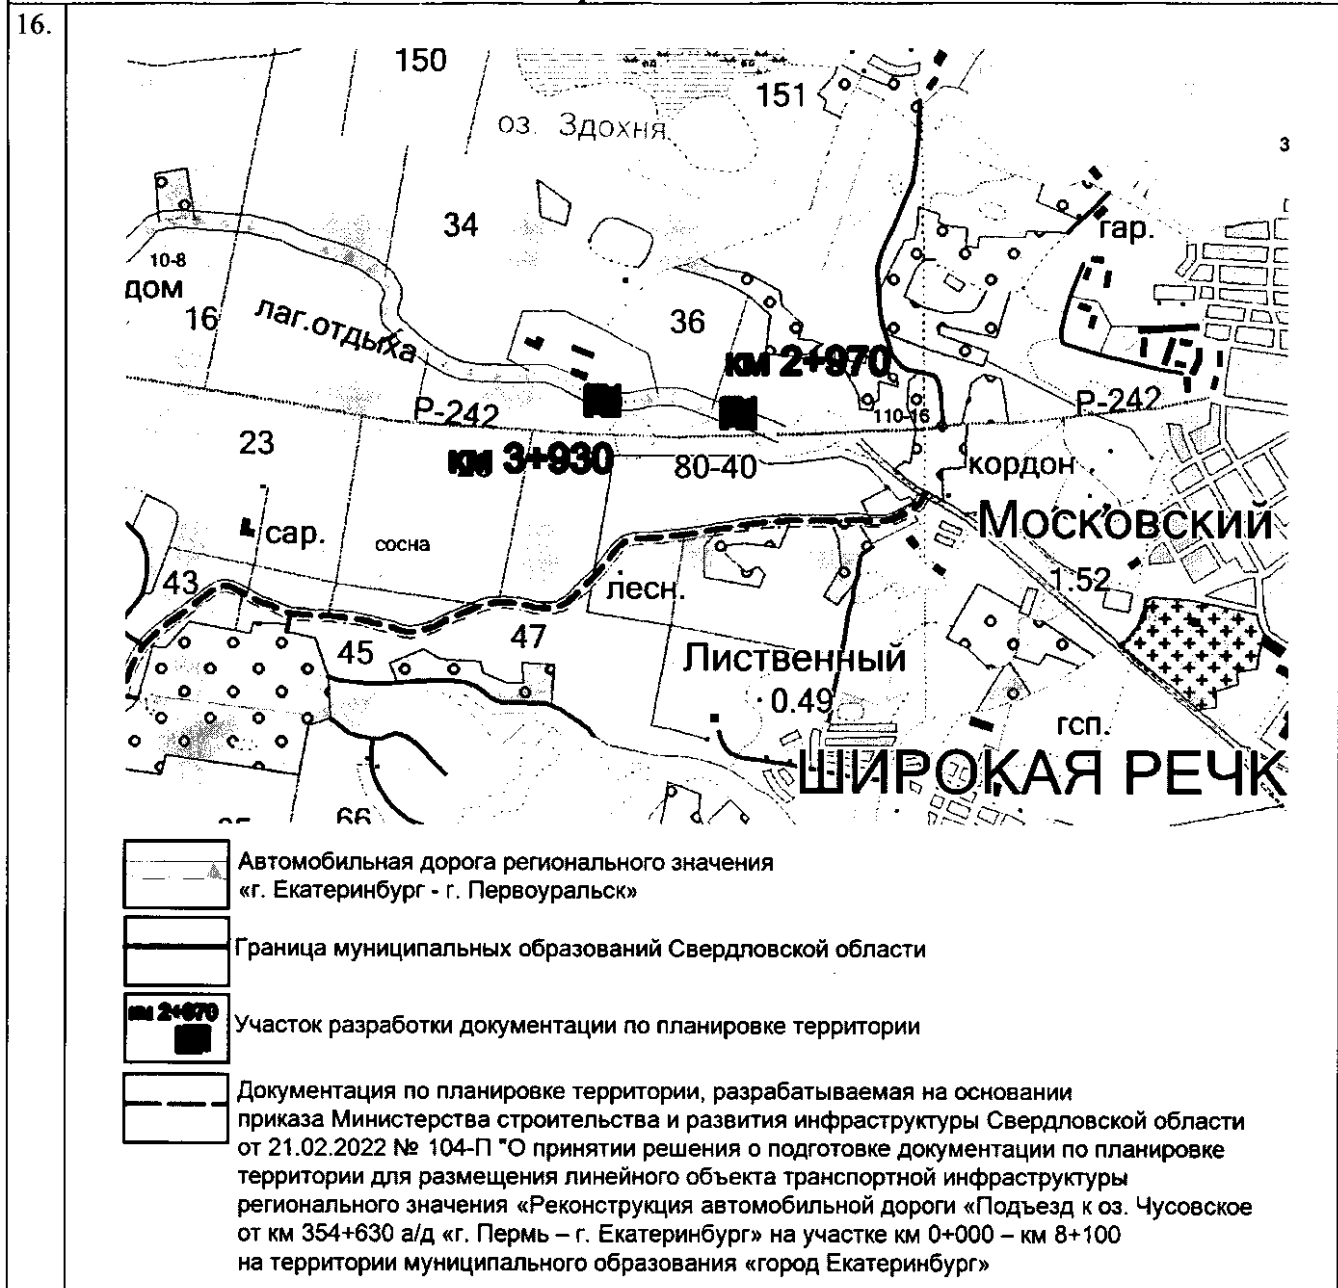 16.
150
151
оз. Здохня
3
34
гар.
10-8
дом
16
лаг.отдыха
36
км 2+970
Р-242
110-16
Р-242
23
км 3+930
80-40
кордон
Московский
сар.
сосна
1.52
43
лесн.
47
45
Лиственный
0.49
гсп.
ШИРОКАЯ РЕЧК
66
Автомобильная дорога регионального значения
«г. Екатеринбург - г. Первоуральск»
Граница муниципальных образований Свердловской области
км 2+970
Участок разработки документации по планировке территории
Документация по планировке территории, разрабатываемая на основании
приказа Министерства строительства и развития инфраструктуры Свердловской области
от 21.02.2022 № 104-П "О принятии решения о подготовке документации по планировке
территории для размещения линейного объекта транспортной инфраструктуры
регионального значения «Реконструкция автомобильной дороги «Подъезд к оз. Чусовское
от км 354+630 а/д «г. Пермь – г. Екатеринбург» на участке км 0+000 – км 8+100
на территории муниципального образования «город Екатеринбург»